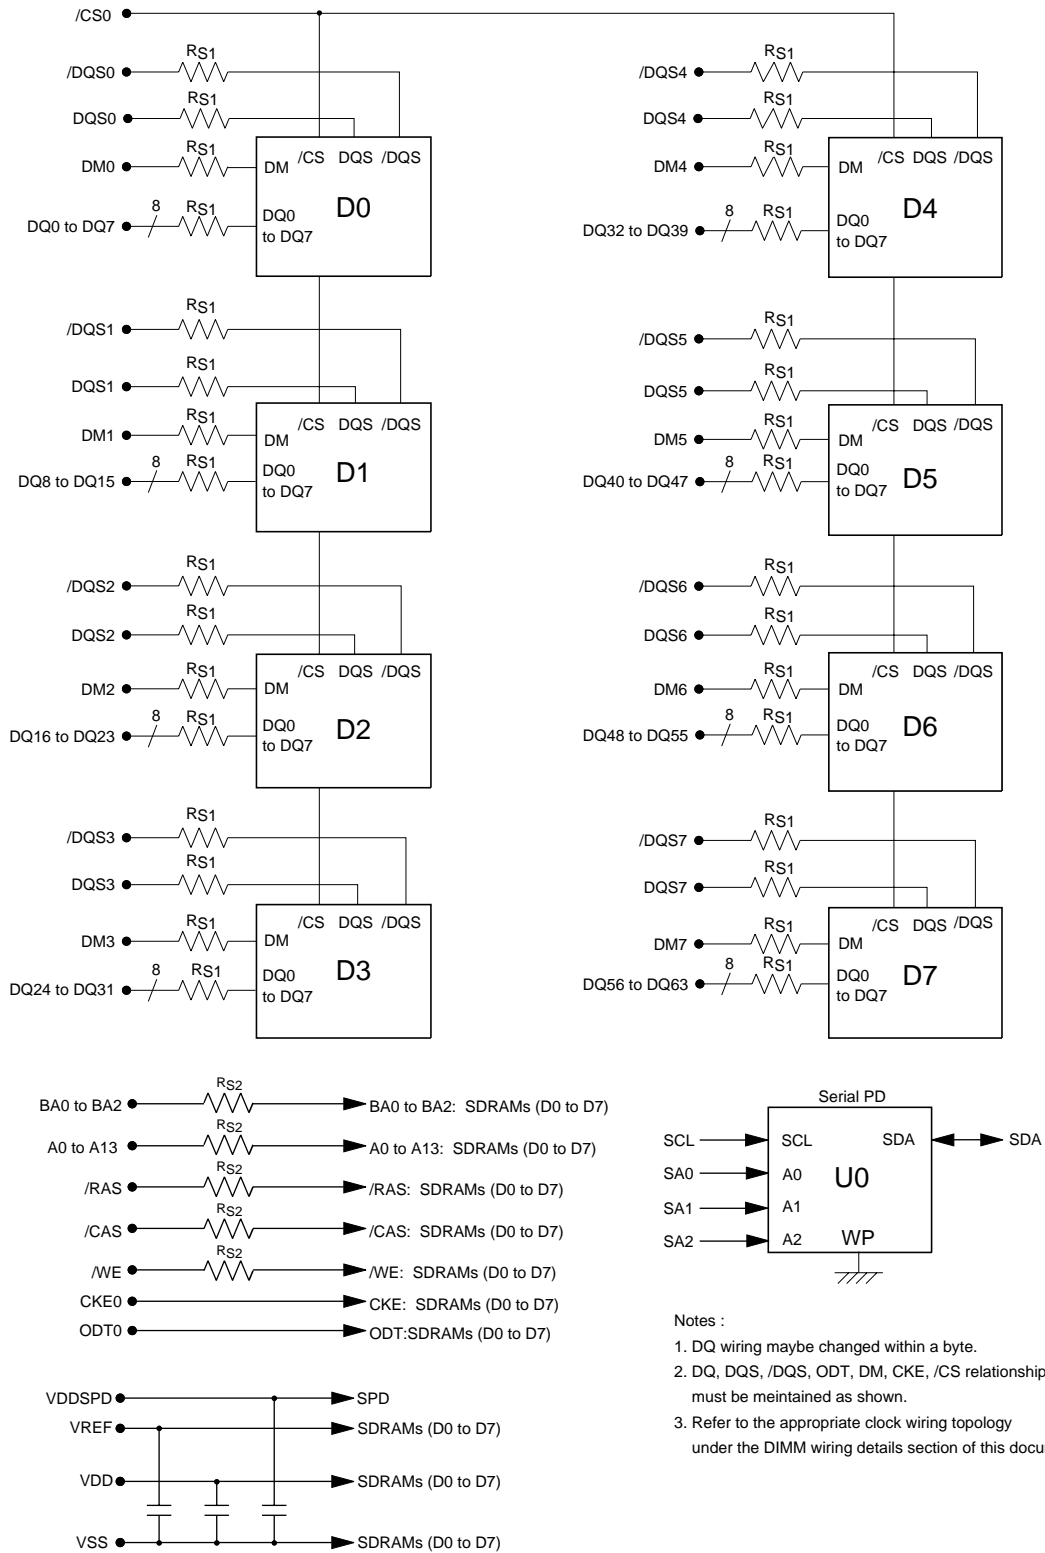 /CS0
RS1
/DQS0
RS1
DQS0
RS1
DM0
8
RS1
DQ0 to DQ7
/CS DQS /DQS
DM
D0
DQ0
to DQ7
RS1
/DQS1
RS1
DQS1
RS1
DM1
8
RS1
DQ8 to DQ15
/CS DQS /DQS
DM
D1
DQ0
to DQ7
RS1
/DQS2
RS1
DQS2
RS1
DM2
8
RS1
DQ16 to DQ23
/CS DQS /DQS
DM
D2
DQ0
to DQ7
RS1
/DQS3
RS1
DQS3
RS1
DM3
8
RS1
DQ24 to DQ31
/CS DQS /DQS
DM
D3
DQ0
to DQ7
RS1
/DQS4
RS1
DQS4
RS1
DM4
8
RS1
DQ32 to DQ39
/CS DQS /DQS
DM
D4
DQ0
to DQ7
RS1
/DQS5
RS1
DQS5
RS1
DM5
8
RS1
DQ40 to DQ47
/CS DQS /DQS
DM
D5
DQ0
to DQ7
RS1
/DQS6
RS1
DQS6
RS1
DM6
8
RS1
DQ48 to DQ55
/CS DQS /DQS
DM
D6
DQ0
to DQ7
RS1
/DQS7
RS1
DQS7
RS1
DM7
8
RS1
DQ56 to DQ63
/CS DQS /DQS
DM
D7
DQ0
to DQ7
RS2
BA0 to BA2 BA0 to BA2: SDRAMs (D0 to D7)
RS2
A0 to A13 A0 to A13: SDRAMs (D0 to D7)
RS2
/RAS /RAS: SDRAMs (D0 to D7)
RS2
/CAS /CAS: SDRAMs (D0 to D7)
RS2
/WE /WE: SDRAMs (D0 to D7)
CKE0 CKE: SDRAMs (D0 to D7)
ODT0 ODT:SDRAMs (D0 to D7)
VDDSPD SPD
VREF SDRAMs (D0 to D7)
VDD SDRAMs (D0 to D7)
VSS SDRAMs (D0 to D7)
Serial PD
SCL SCL SDA SDA
SA0 A0 U0
SA1 A1
SA2 A2 WP
Notes :
1. DQ wiring maybe changed within a byte.
2. DQ, DQS, /DQS, ODT, DM, CKE, /CS relationship
must be meintained as shown.
3. Refer to the appropriate clock wiring topology
under the DIMM wiring details section of this docu